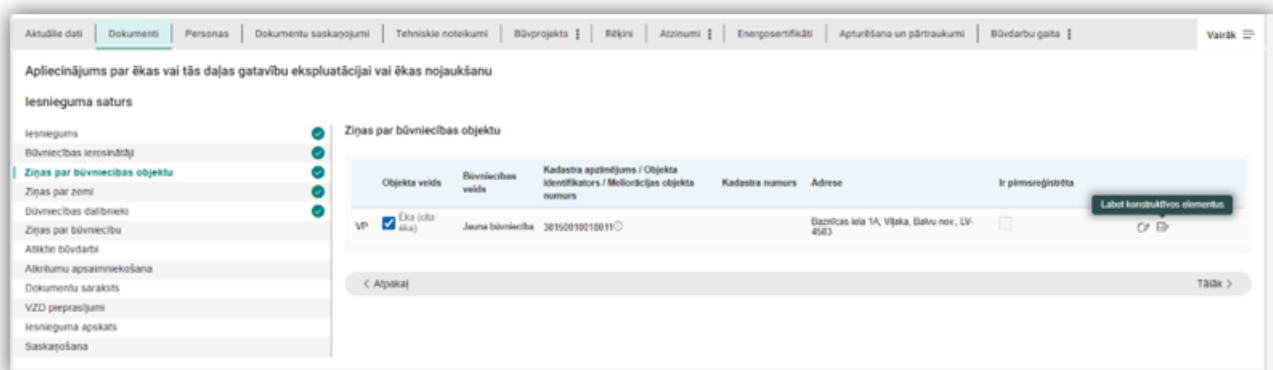 Aktuālie dati Dokumenti Personas Dokumentu saskaņojumi Tehniskie noteikumi Būvprojekts Rēķini Atzinumi Energosertifikāti Apturēšana un pārtraukumi Būvdarbu gaita Vairāk
Apliecinājums par ēkas vai tās daļas gatavību ekspluatācijai vai ēkas nojaukšanu
Iesnieguma saturs
Iesniegums
Būvniecības ierosinātāji
Ziņas par būvniecības objektu
Ziņas par zemi
Būvniecības dalībnieki
Ziņas par būvniecību
Atliktie būvdarbi
Atkritumu apsaimniekošana
Dokumentu saraksts
VZD pieprasījumi
Iesnieguma apskats
Saskaņošana
Ziņas par būvniecības objektu
Objekta veids
Būvniecības
veids
Kadastra apzīmējums / Objekta
identifikators / Meliorācijas objekta
numurs
Kadastra numurs
Adrese
Ir pirmsreģistrēta
Labot konstruktīvos elementus
VP
Ēka (cita
ēka)
Jauna būvniecība
38150010018011
Baznīcas iela 1A, Viļaka, Balvu nov., LV-
4583
< Atpakaļ
Tālāk >